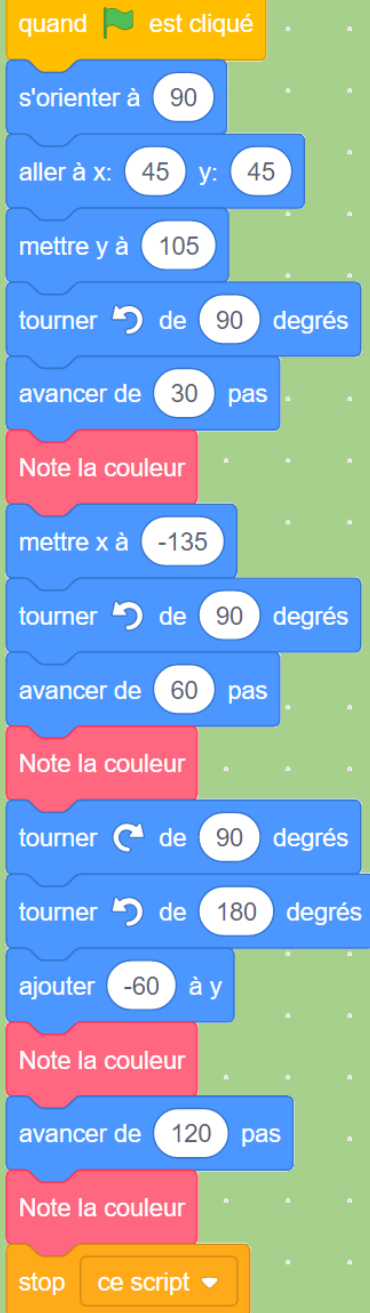 quand est cliqué
s'orienter à 90
aller à x: 45 y: 45
mettre y à 105
tourner de 90 degrés
avancer de 30 pas
Note la couleur
mettre x à -135
tourner de 90 degrés
avancer de 60 pas
Note la couleur
tourner de 90 degrés
tourner de 180 degrés
ajouter -60 à y
Note la couleur
avancer de 120 pas
Note la couleur
stop ce script